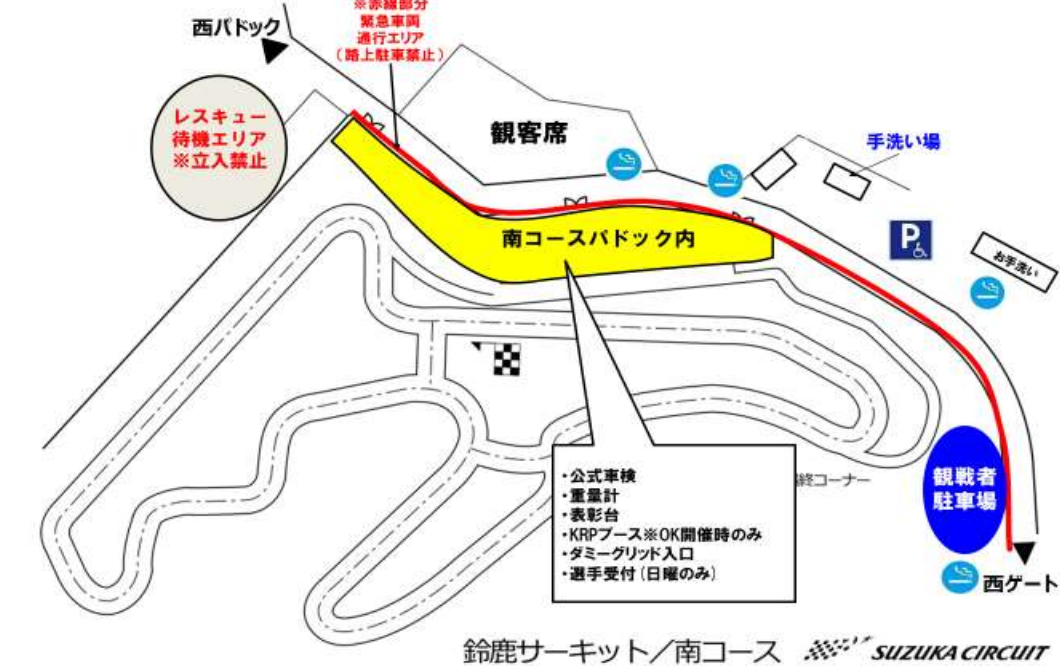 ※赤線部分
緊急車両
通行エリア
(路上駐車禁止)
西パドック
レスキュー
待機エリア
※立入禁止
観客席
手洗い場
P
お手洗い
南コースパドック内
・公式車検
・重量計
・表彰台
・KRPブース※OK開催時のみ
・ダミーグリッド入口
・選手受付(日曜のみ)
終コーナー
観戦者
駐車場
西ゲート
鈴鹿サーキット/南コース
SUZUKA CIRCUIT